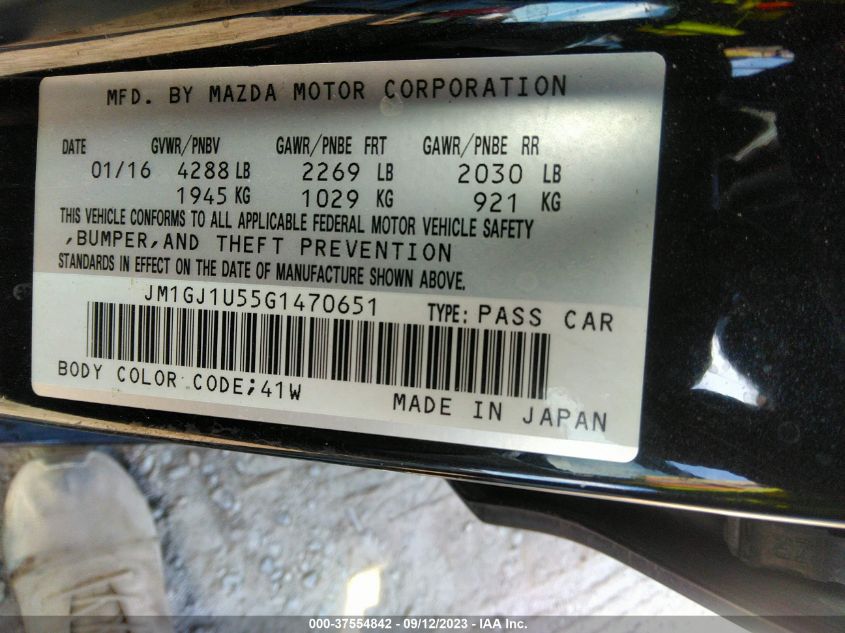 MFD. BY MAZDA MOTOR CORPORATION
DATE GVWR/PNBV GAWR/PNBE FRT GAWR/PNBE RR
01/16 4288 LB 2269 LB 2030 LB
1945 KG 1029 KG 921 KG
THIS VEHICLE CONFORMS TO ALL APPLICABLE FEDERAL MOTOR VEHICLE SAFETY
,BUMPER,AND THEFT PREVENTION
STANDARDS IN EFFECT ON THE DATE OF MANUFACTURE SHOWN ABOVE.
JM1GJ1U55G1470651 TYPE: PASS CAR
BODY COLOR CODE;41W
MADE IN JAPAN
000-37554842 - 09/12/2023 - IAA Inc.